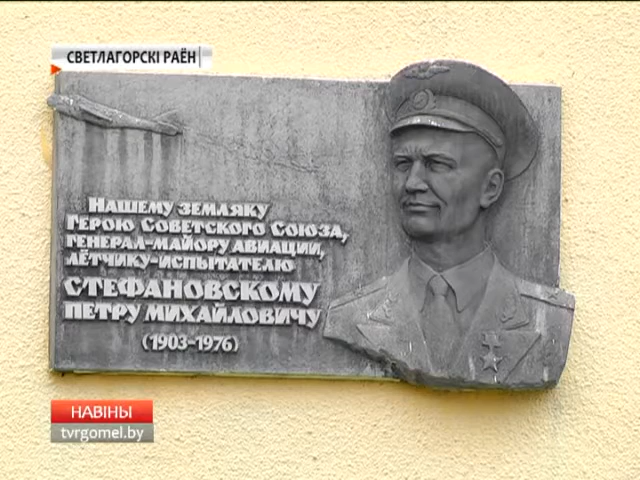 СВЕТЛАГОРСКІ РАЁН
НАШЕМУ ЗЕМЛЯКУ
ГЕРОЮ СОВЕТСКОГО СОЮЗА,
ГЕНЕРАЛ-МАЙОРУ АВИАЦИИ,
ЛЁТЧИКУ-ИСПЫТАТЕЛЮ
СТЕФАНОВСКОМУ
ПЕТРУ МИХАЙЛОВИЧУ
(1903-1976)
НАВІНЫ
tvrgomel.by